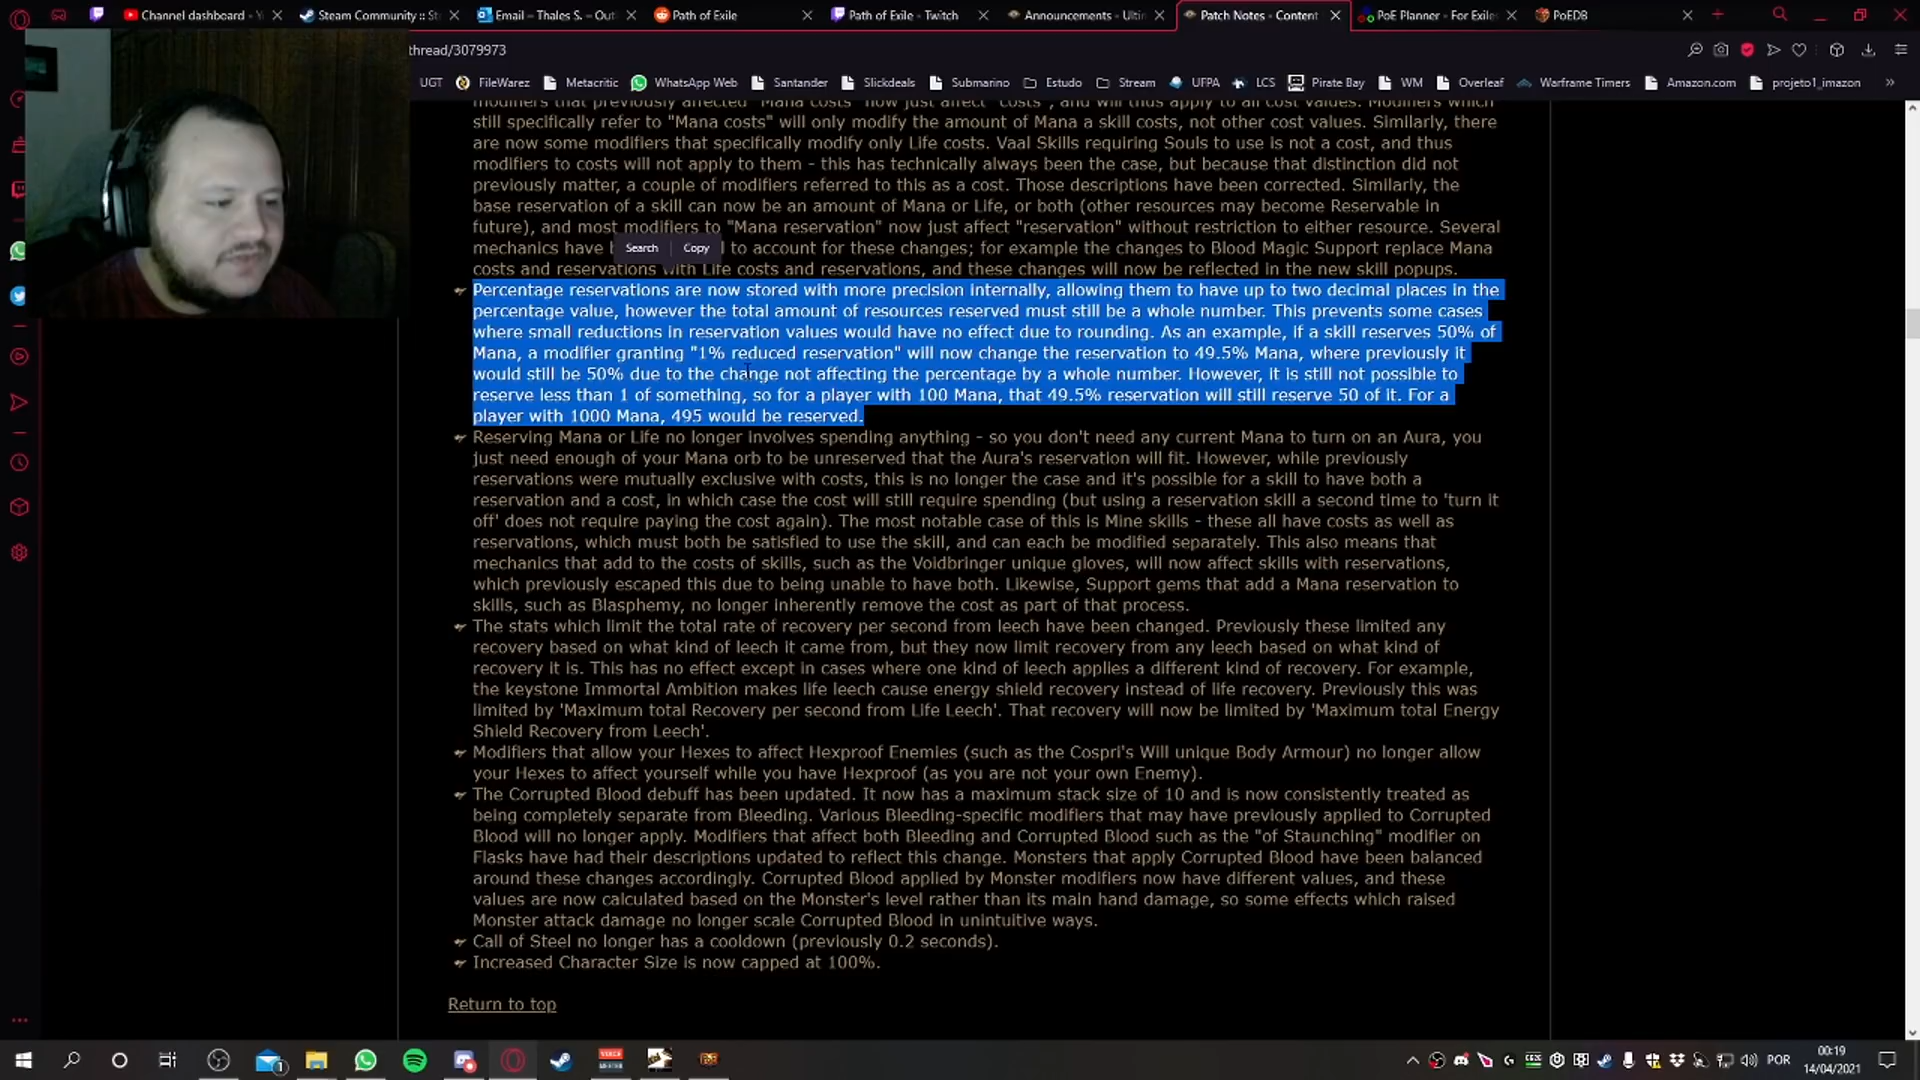 Channel dashboard - Y
Steam Community :: St
Email – Thales S. – Out
Path of Exile
Path of Exile - Twitch
Announcements - Ultin
Patch Notes - Content
PoE Planner - For Exiles
PoEDB
thread/3079973
UGT
FileWarez
Metacritic
WhatsApp Web
Santander
Slickdeals
Submarino
Estudo
Stream
UFPA
LCS
Pirate Bay
WM
Overleaf
Warframe Timers
Amazon.com
projeto1_imazon
modifiers that previously affected "Mana costs" now just affect "costs", and will thus apply to all cost values. Modifiers which
still specifically refer to "Mana costs" will only modify the amount of Mana a skill costs, not other cost values. Similarly, there
are now some modifiers that specifically modify only Life costs. Vaal Skills requiring Souls to use is not a cost, and thus
modifiers to costs will not apply to them - this has technically always been the case, but because that distinction did not
previously matter, a couple of modifiers referred to this as a cost. Those descriptions have been corrected. Similarly, the
base reservation of a skill can now be an amount of Mana or Life, or both (other resources may become Reservable in
future), and most modifiers to "Mana reservation" now just affect "reservation" without restriction to either resource. Several
Search Copy
mechanics have to account for these changes; for example the changes to Blood Magic Support replace Mana
costs and reservations with Life costs and reservations, and these changes will now be reflected in the new skill popups.
Percentage reservations are now stored with more precision internally, allowing them to have up to two decimal places in the
percentage value, however the total amount of resources reserved must still be a whole number. This prevents some cases
where small reductions in reservation values would have no effect due to rounding. As an example, if a skill reserves 50% of
Mana, a modifier granting "1% reduced reservation" will now change the reservation to 49.5% Mana, where previously it
would still be 50% due to the change not affecting the percentage by a whole number. However, it is still not possible to
reserve less than 1 of something, so for a player with 100 Mana, that 49.5% reservation will still reserve 50 of it. For a
player with 1000 Mana, 495 would be reserved.
Reserving Mana or Life no longer involves spending anything - so you don't need any current Mana to turn on an Aura, you
just need enough of your Mana orb to be unreserved that the Aura's reservation will fit. However, while previously
reservations were mutually exclusive with costs, this is no longer the case and it's possible for a skill to have both a
reservation and a cost, in which case the cost will still require spending (but using a reservation skill a second time to 'turn it
off' does not require paying the cost again). The most notable case of this is Mine skills - these all have costs as well as
reservations, which must both be satisfied to use the skill, and can each be modified separately. This also means that
mechanics that add to the costs of skills, such as the Voidbringer unique gloves, will now affect skills with reservations,
which previously escaped this due to being unable to have both. Likewise, Support gems that add a Mana reservation to
skills, such as Blasphemy, no longer inherently remove the cost as part of that process.
The stats which limit the total rate of recovery per second from leech have been changed. Previously these limited any
recovery based on what kind of leech it came from, but they now limit recovery from any leech based on what kind of
recovery it is. This has no effect except in cases where one kind of leech applies a different kind of recovery. For example,
the keystone Immortal Ambition makes life leech cause energy shield recovery instead of life recovery. Previously this was
limited by 'Maximum total Recovery per second from Life Leech'. That recovery will now be limited by 'Maximum total Energy
Shield Recovery from Leech'.
Modifiers that allow your Hexes to affect Hexproof Enemies (such as the Cospri's Will unique Body Armour) no longer allow
your Hexes to affect yourself while you have Hexproof (as you are not your own Enemy).
The Corrupted Blood debuff has been updated. It now has a maximum stack size of 10 and is now consistently treated as
being completely separate from Bleeding. Various Bleeding-specific modifiers that may have previously applied to Corrupted
Blood will no longer apply. Modifiers that affect both Bleeding and Corrupted Blood such as the "of Staunching" modifier on
Flasks have had their descriptions updated to reflect this change. Monsters that apply Corrupted Blood have been balanced
around these changes accordingly. Corrupted Blood applied by Monster modifiers now have different values, and these
values are now calculated based on the Monster's level rather than its main hand damage, so some effects which raised
Monster attack damage no longer scale Corrupted Blood in unintuitive ways.
Call of Steel no longer has a cooldown (previously 0.2 seconds).
Increased Character Size is now capped at 100%.
Return to top
POR
00:19
14/04/2021